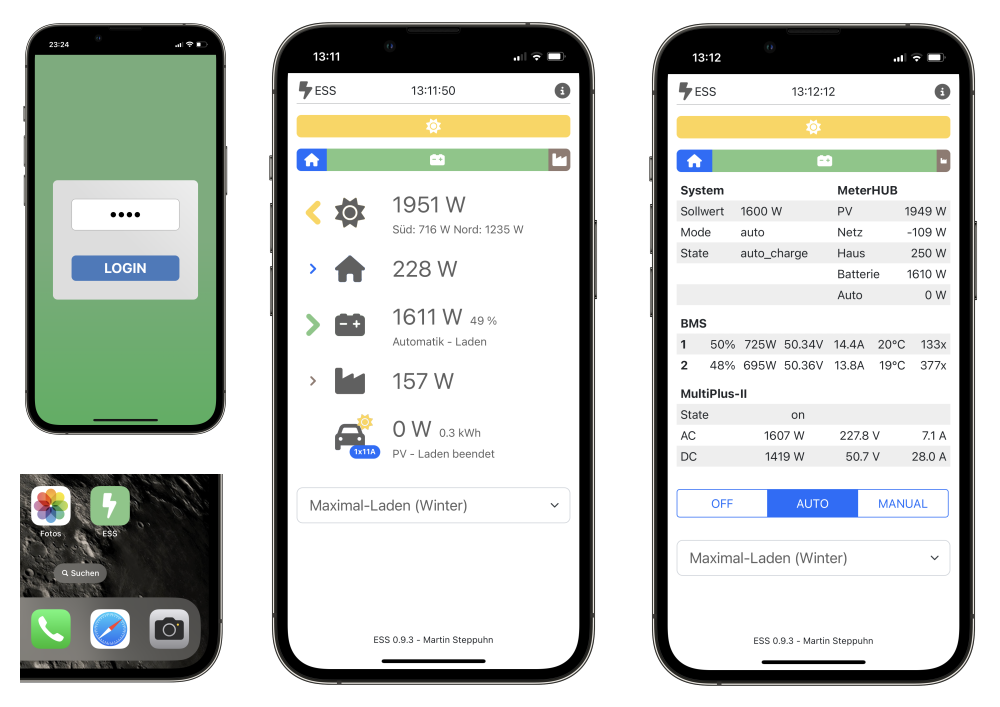 23:24
••••
LOGIN
Fotos
ESS
Suchen
13:11
ESS 13:11:50
1951 W
Süd: 716 W Nord: 1235 W
228 W
1611 W 49 %
Automatik - Laden
157 W
0 W 0.3 kWh
1x11A
PV - Laden beendet
Maximal-Laden (Winter)
ESS 0.9.3 - Martin Steppuhn
13:12
ESS 13:12:12
System MeterHUB
Sollwert 1600 W PV 1949 W
Mode auto Netz -109 W
State auto_charge Haus 250 W
Batterie 1610 W
Auto 0 W
BMS
1 50% 725W 50.34V 14.4A 20°C 133x
2 48% 695W 50.36V 13.8A 19°C 377x
MultiPlus-II
State on
AC 1607 W 227.8 V 7.1 A
DC 1419 W 50.7 V 28.0 A
OFF AUTO MANUAL
Maximal-Laden (Winter)
ESS 0.9.3 - Martin Steppuhn